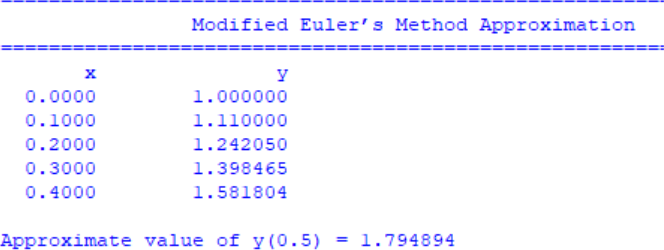 Modified Euler's Method Approximation
============================================================
x y
0.0000 1.000000
0.1000 1.110000
0.2000 1.242050
0.3000 1.398465
0.4000 1.581804
Approximate value of y(0.5) = 1.794894